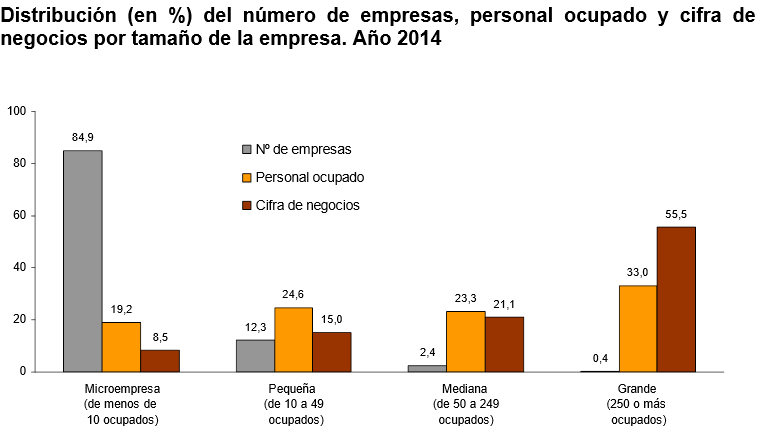 Distribución (en %) del número de empresas, personal ocupado y cifra de
negocios por tamaño de la empresa. Año 2014
100
80
60
40
20
0
84,9
19,2
8,5
12,3
24,6
15,0
2,4
23,3
21,1
0,4
33,0
55,5
Nº de empresas
Personal ocupado
Cifra de negocios
Microempresa
(de menos de
10 ocupados)
Pequeña
(de 10 a 49
ocupados)
Mediana
(de 50 a 249
ocupados)
Grande
(250 o más
ocupados)